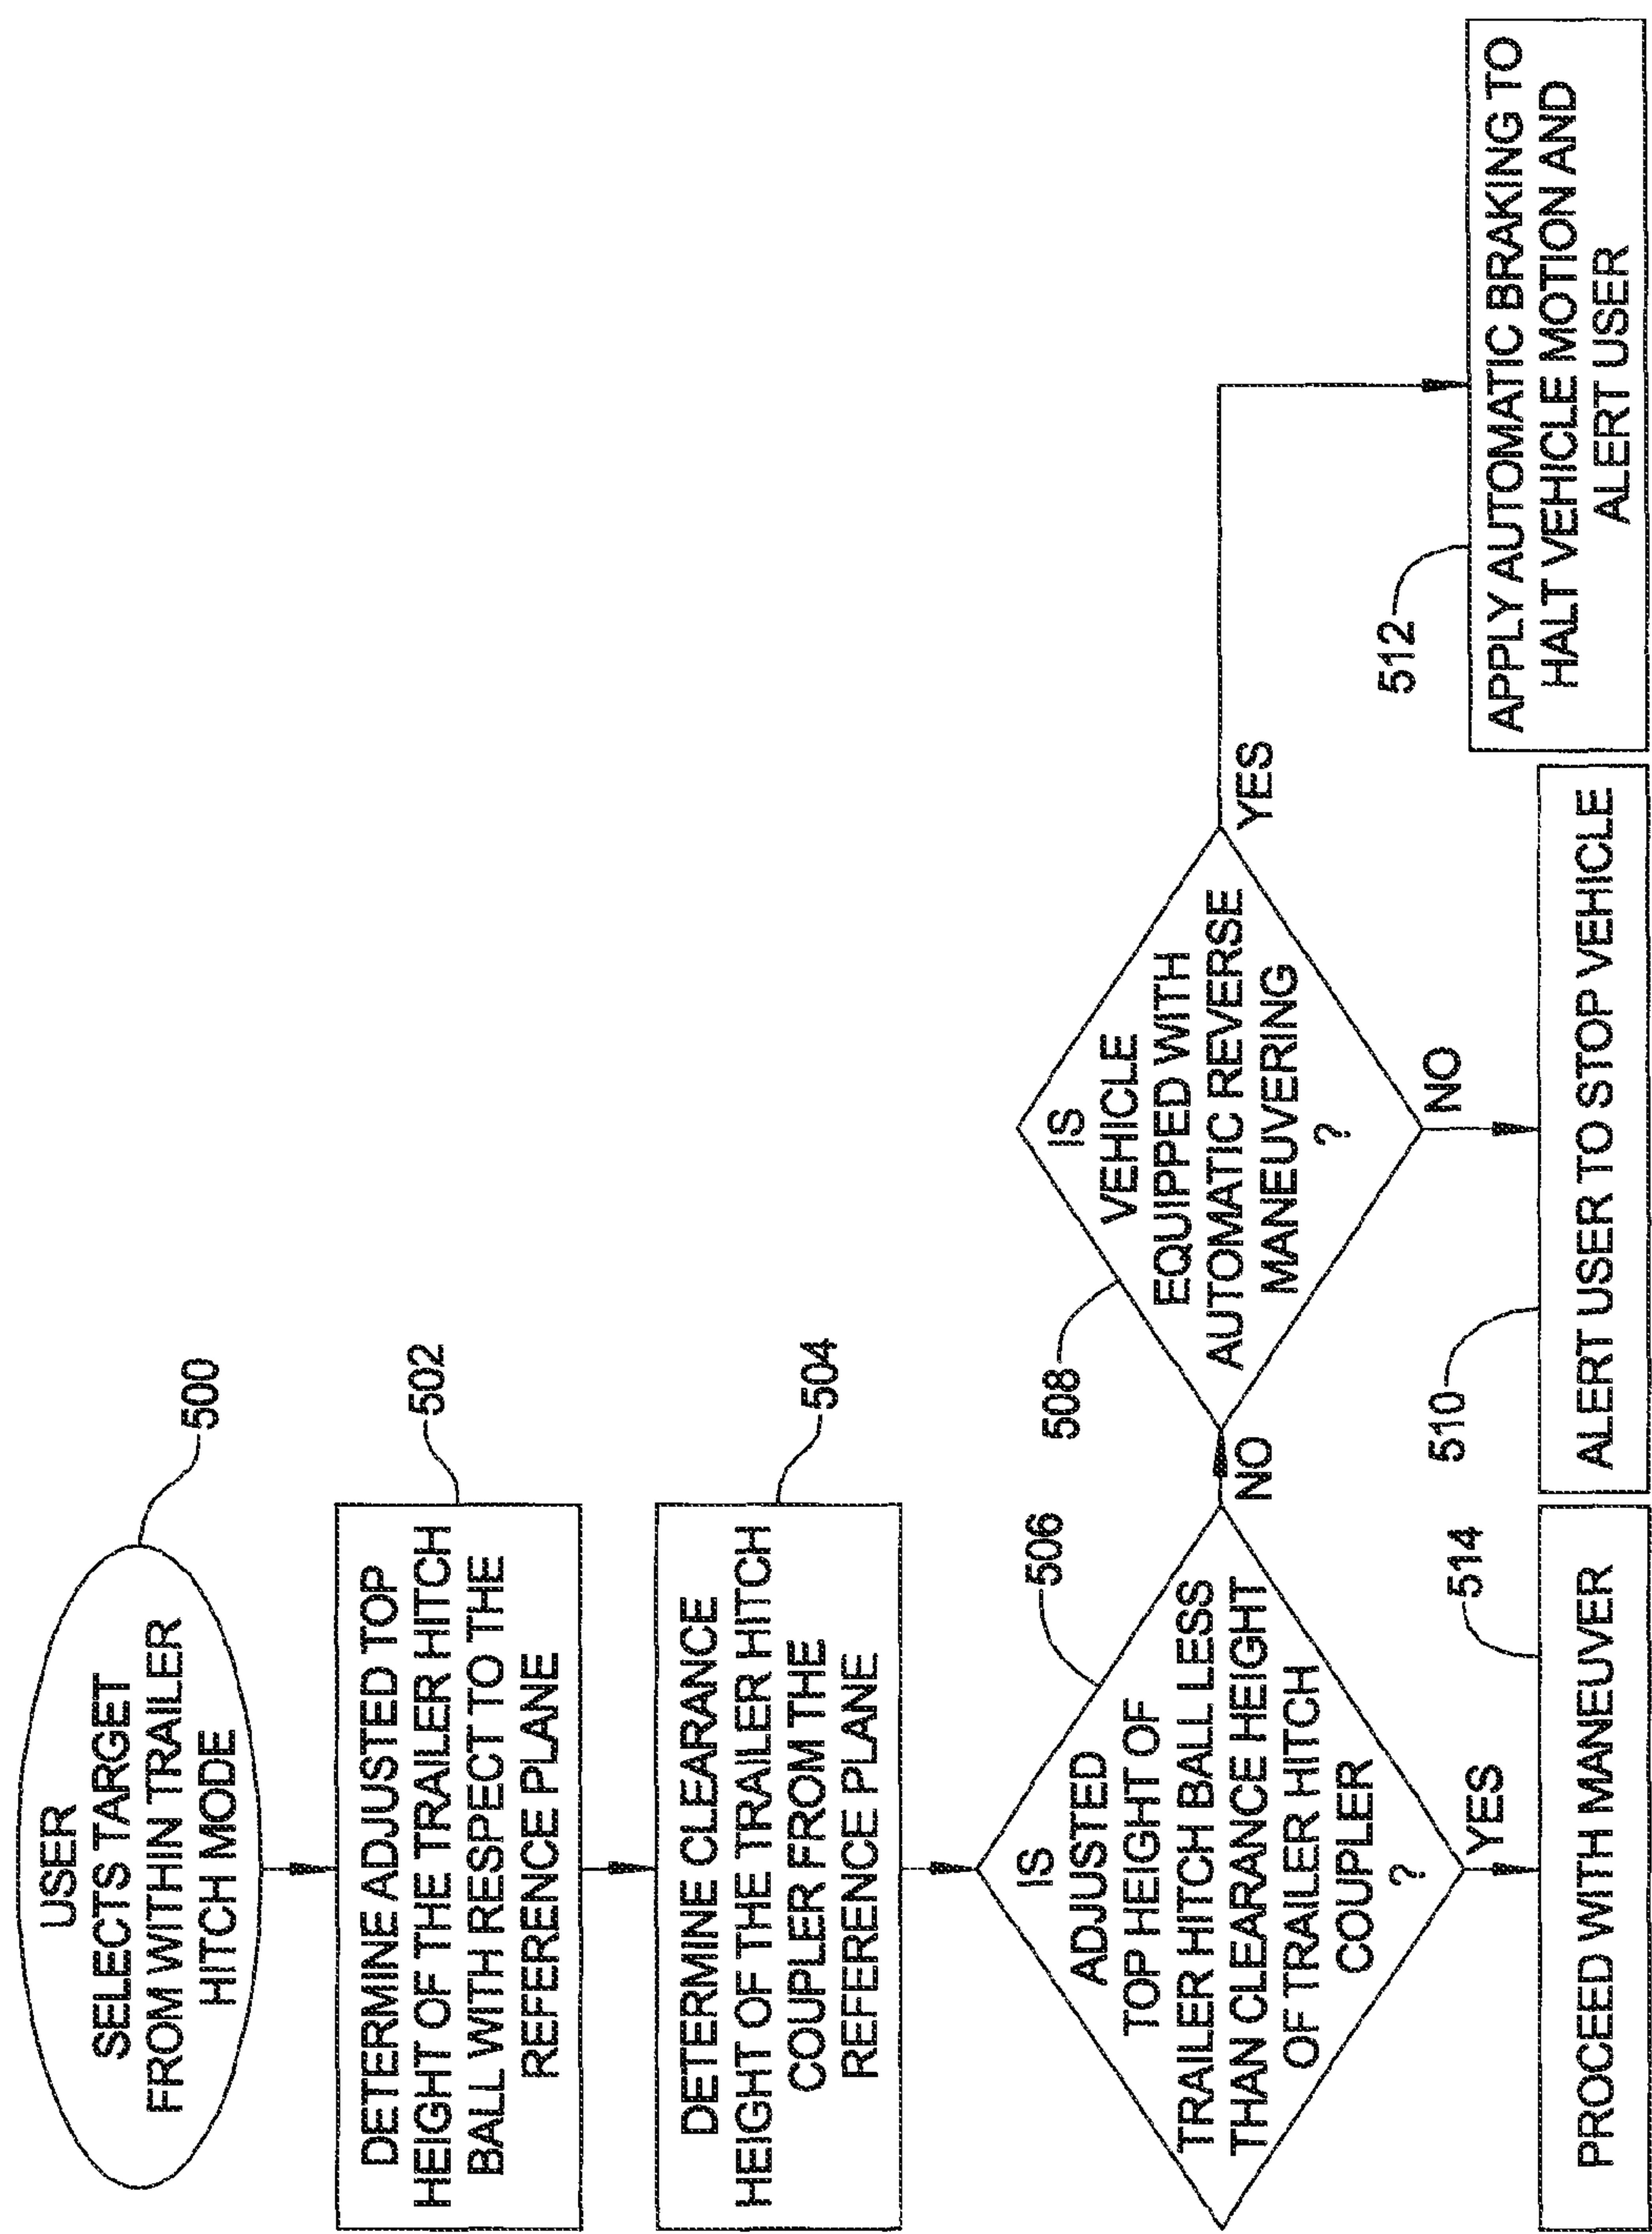 USER
SELECTS TARGET
FROM WITHIN TRAILER
HITCH MODE
500
DETERMINE ADJUSTED TOP
HEIGHT OF THE TRAILER HITCH
BALL WITH RESPECT TO THE
REFERENCE PLANE
502
DETERMINE CLEARANCE
HEIGHT OF THE TRAILER HITCH
COUPLER FROM THE
REFERENCE PLANE
504
IS
ADJUSTED
TOP HEIGHT OF
TRAILER HITCH BALL LESS
THAN CLEARANCE HEIGHT
OF TRAILER HITCH
COUPLER
?
506
NO
YES
IS
VEHICLE
EQUIPPED WITH
AUTOMATIC REVERSE
MANEUVERING
?
508
YES
NO
PROCEED WITH MANEUVER
514
ALERT USER TO STOP VEHICLE
510
APPLY AUTOMATIC BRAKING TO
HALT VEHICLE MOTION AND
ALERT USER
512